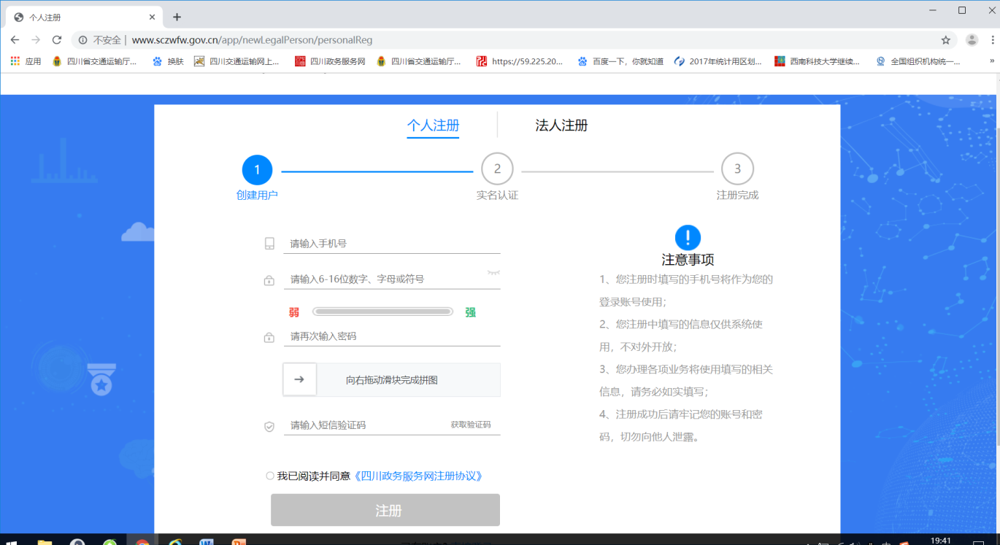 个人注册
不安全 | www.sczwfw.gov.cn/app/newLegalPerson/personalReg
应用 四川省交通运输厅... 换肤 四川交通运输网上... 四川政务服务网 四川省交通运输厅... https://59.225.20... 百度一下，你就知道 2017年统计用区划... 西南科技大学继续... 全国组织机构统一... »
个人注册 法人注册
1 2 3
创建用户 实名认证 注册完成
请输入手机号
请输入6-16位数字、字母或符号
弱 强
请再次输入密码
向右拖动滑块完成拼图
请输入短信验证码 获取验证码
我已阅读并同意《四川政务服务网注册协议》
注册
注意事项
1、您注册时填写的手机号将作为您的
登录账号使用；
2、您注册中填写的信息仅供系统使
用，不对外开放；
3、您办理各项业务将使用填写的相关
信息，请务必如实填写；
4、注册成功后请牢记您的账号和密
码，切勿向他人泄露。
19:41